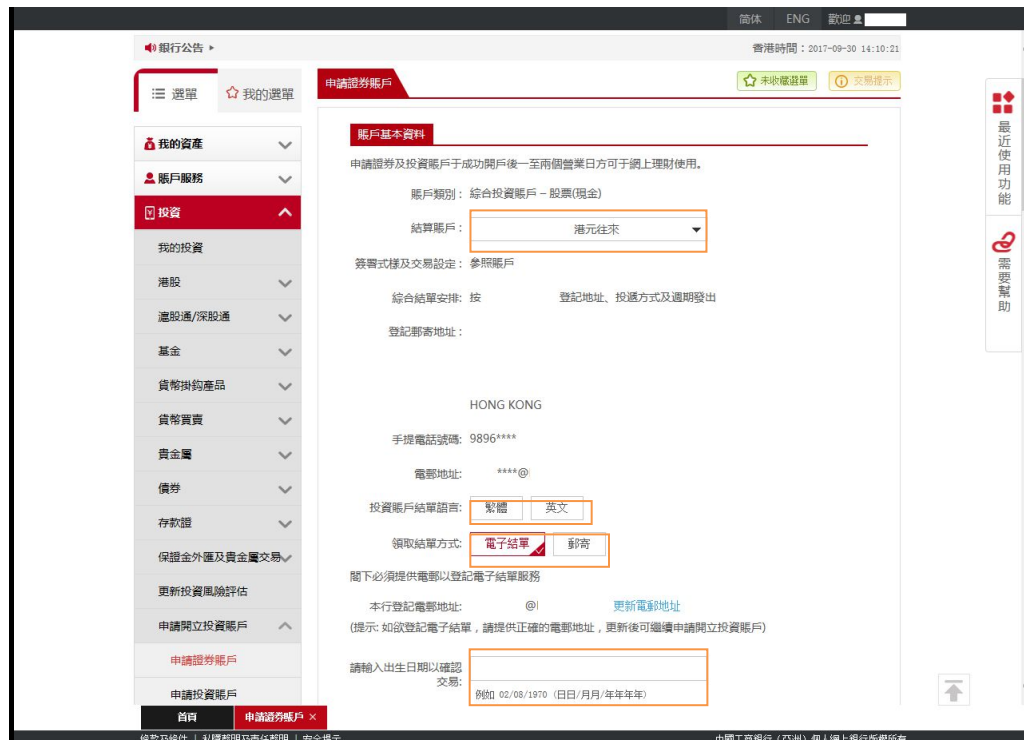 简体 ENG 歡迎
銀行公告
香港時間：2017-09-30 14:10:21
選單 我的選單
申請證券賬戶
未收藏選單 交易提示
我的資產
賬戶服務
投資
我的投資
港股
滬股通/深股通
基金
貨幣掛鈎產品
貨幣買賣
貴金屬
債券
存款證
保證金外匯及貴金屬交易
更新投資風險評估
申請開立投資賬戶
申請證券賬戶
申請投資賬戶
賬戶基本資料
申請證券及投資賬戶于成功開戶後一至兩個營業日方可于網上理財使用。
賬戶類別： 綜合投資賬戶 – 股票(現金)
結算賬戶： 港元往來
簽署式樣及交易設定： 參照賬戶
綜合結單安排: 按 登記地址、投遞方式及週期發出
登記郵寄地址：
HONG KONG
手提電話號碼: 9896****
電郵地址: ****@
投資賬戶結單語言: 繁體 英文
領取結單方式: 電子結單 郵寄
閣下必須提供電郵以登記電子結單服務
本行登記電郵地址: @ 更新電郵地址
(提示: 如欲登記電子結單，請提供正確的電郵地址，更新後可繼續申請開立投資賬戶)
請輸入出生日期以確認
交易:
例如 02/08/1970 (日日/月月/年年年年)
最近使用功能
需要幫助
首頁 申請證券賬戶 ×
條款及條件 | 私隱聲明及責任聲明 | 安全提示
中國工商銀行（亞洲）個人網上銀行版權所有